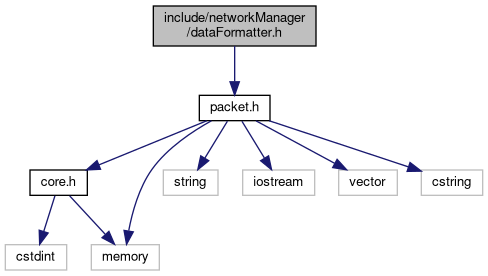 include/networkManager
/dataFormatter.h
packet.h
core.h
string
iostream
vector
cstring
cstdint
memory